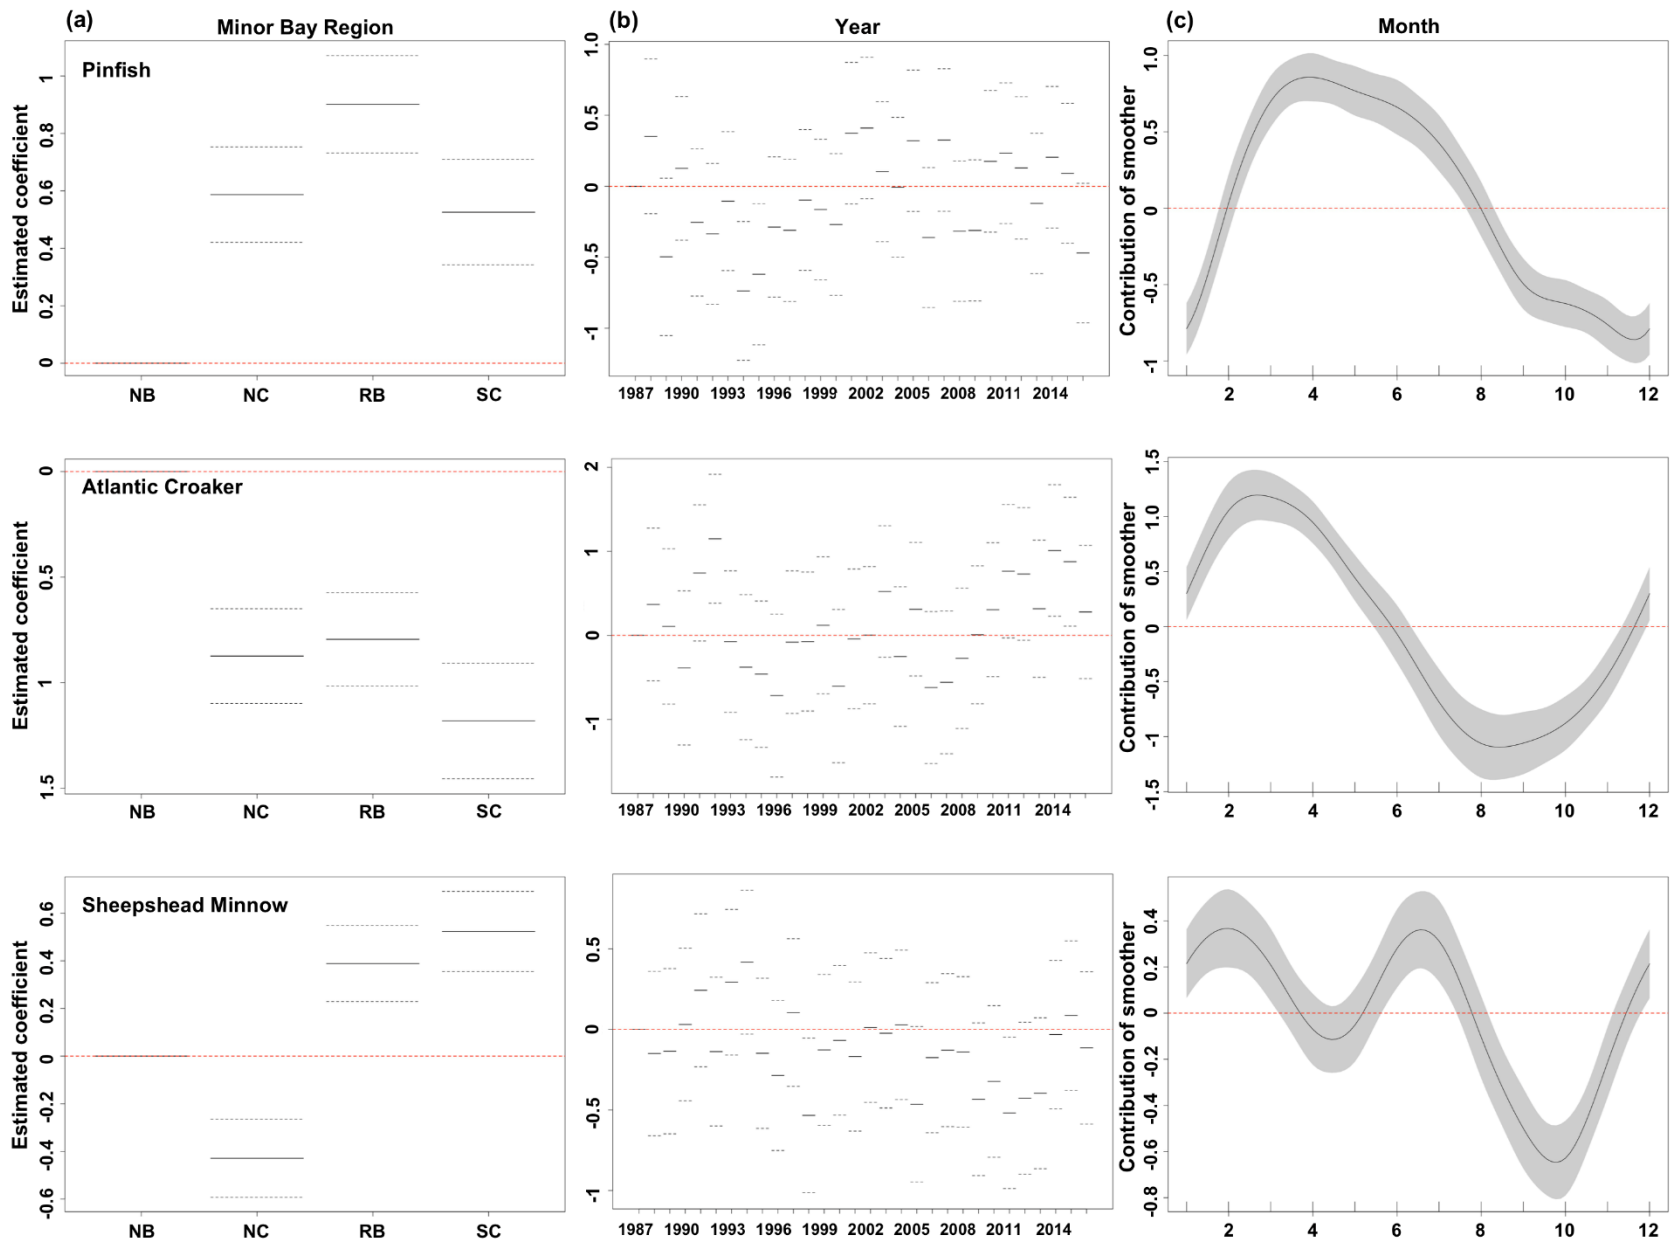 (a) Minor Bay Region (b) Year (c) Month
Pinfish
Estimated coefficient
1
0.8
0.6
0.4
0.2
0
NB NC RB SC
1.0
0.5
0
-0.5
-1
1987 1990 1993 1996 1999 2002 2005 2008 2011 2014
Contribution of smoother
1.0
0.5
0
-0.5
-1
2 4 6 8 10 12
Atlantic Croaker
Estimated coefficient
0
0.5
1
1.5
NB NC RB SC
2
1
0
-1
1987 1990 1993 1996 1999 2002 2005 2008 2011 2014
Contribution of smoother
1.5
1.0
0.5
0
-0.5
-1
-1.5
2 4 6 8 10 12
Sheepshead Minnow
Estimated coefficient
0.6
0.4
0.2
0
-0.2
-0.4
-0.6
NB NC RB SC
0.5
0
-0.5
-1
1987 1990 1993 1996 1999 2002 2005 2008 2011 2014
Contribution of smoother
0.4
0.2
0
-0.2
-0.4
-0.6
-0.8
2 4 6 8 10 12